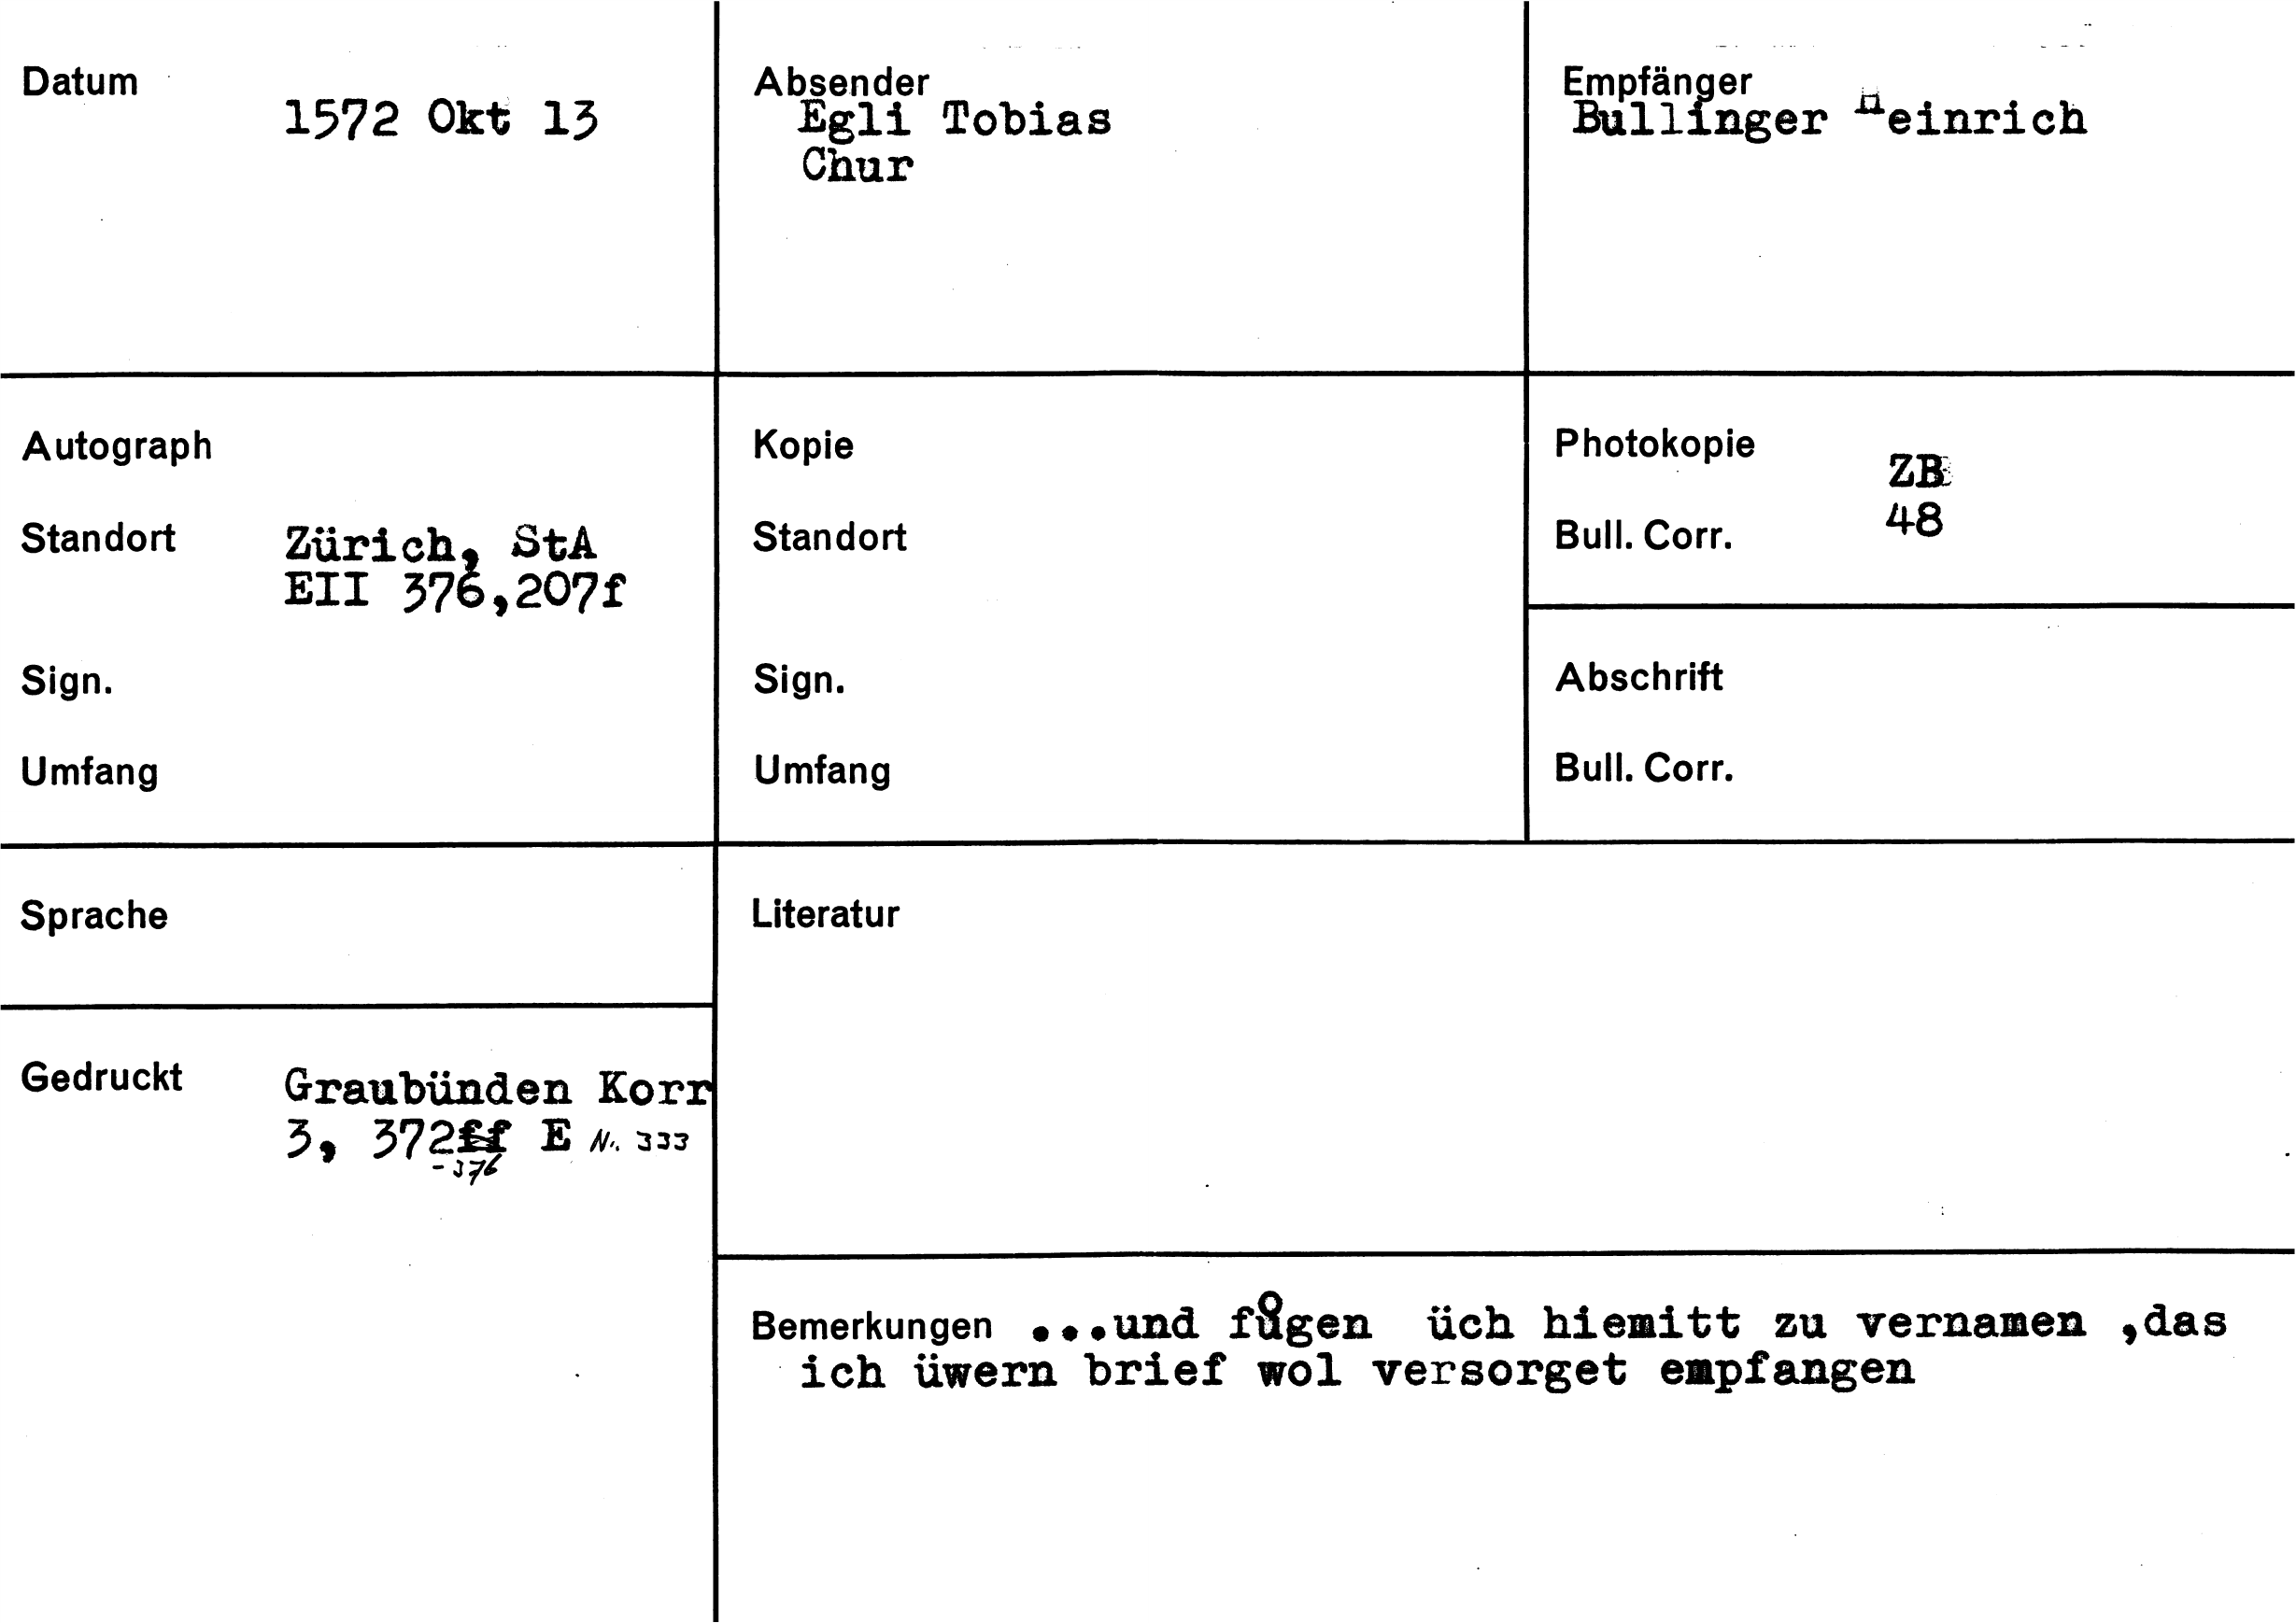 Datum
1572 Okt 13
Absender
Egli Tobias
Chur
Empfänger
Bullinger Heinrich
Autograph
Standort
Zürich, StA
EII 376,207f
Sign.
Umfang
Kopie
Standort
Sign.
Umfang
Photokopie
ZB
Bull. Corr.
48
Abschrift
Bull. Corr.
Sprache
Gedruckt
Graubünden Korr
3, 372ff E Nr. 333
-376
Literatur
Bemerkungen ...und fůgen üch hiemitt zu vernamen ,das
ich üwern brief wol versorget empfangen